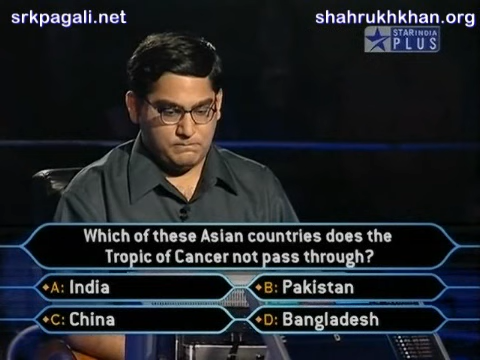 srkpagali.net
shahrukhkhan.org
STAR INDIA
PLUS
Which of these Asian countries does the
Tropic of Cancer not pass through?
A: India
B: Pakistan
C: China
D: Bangladesh